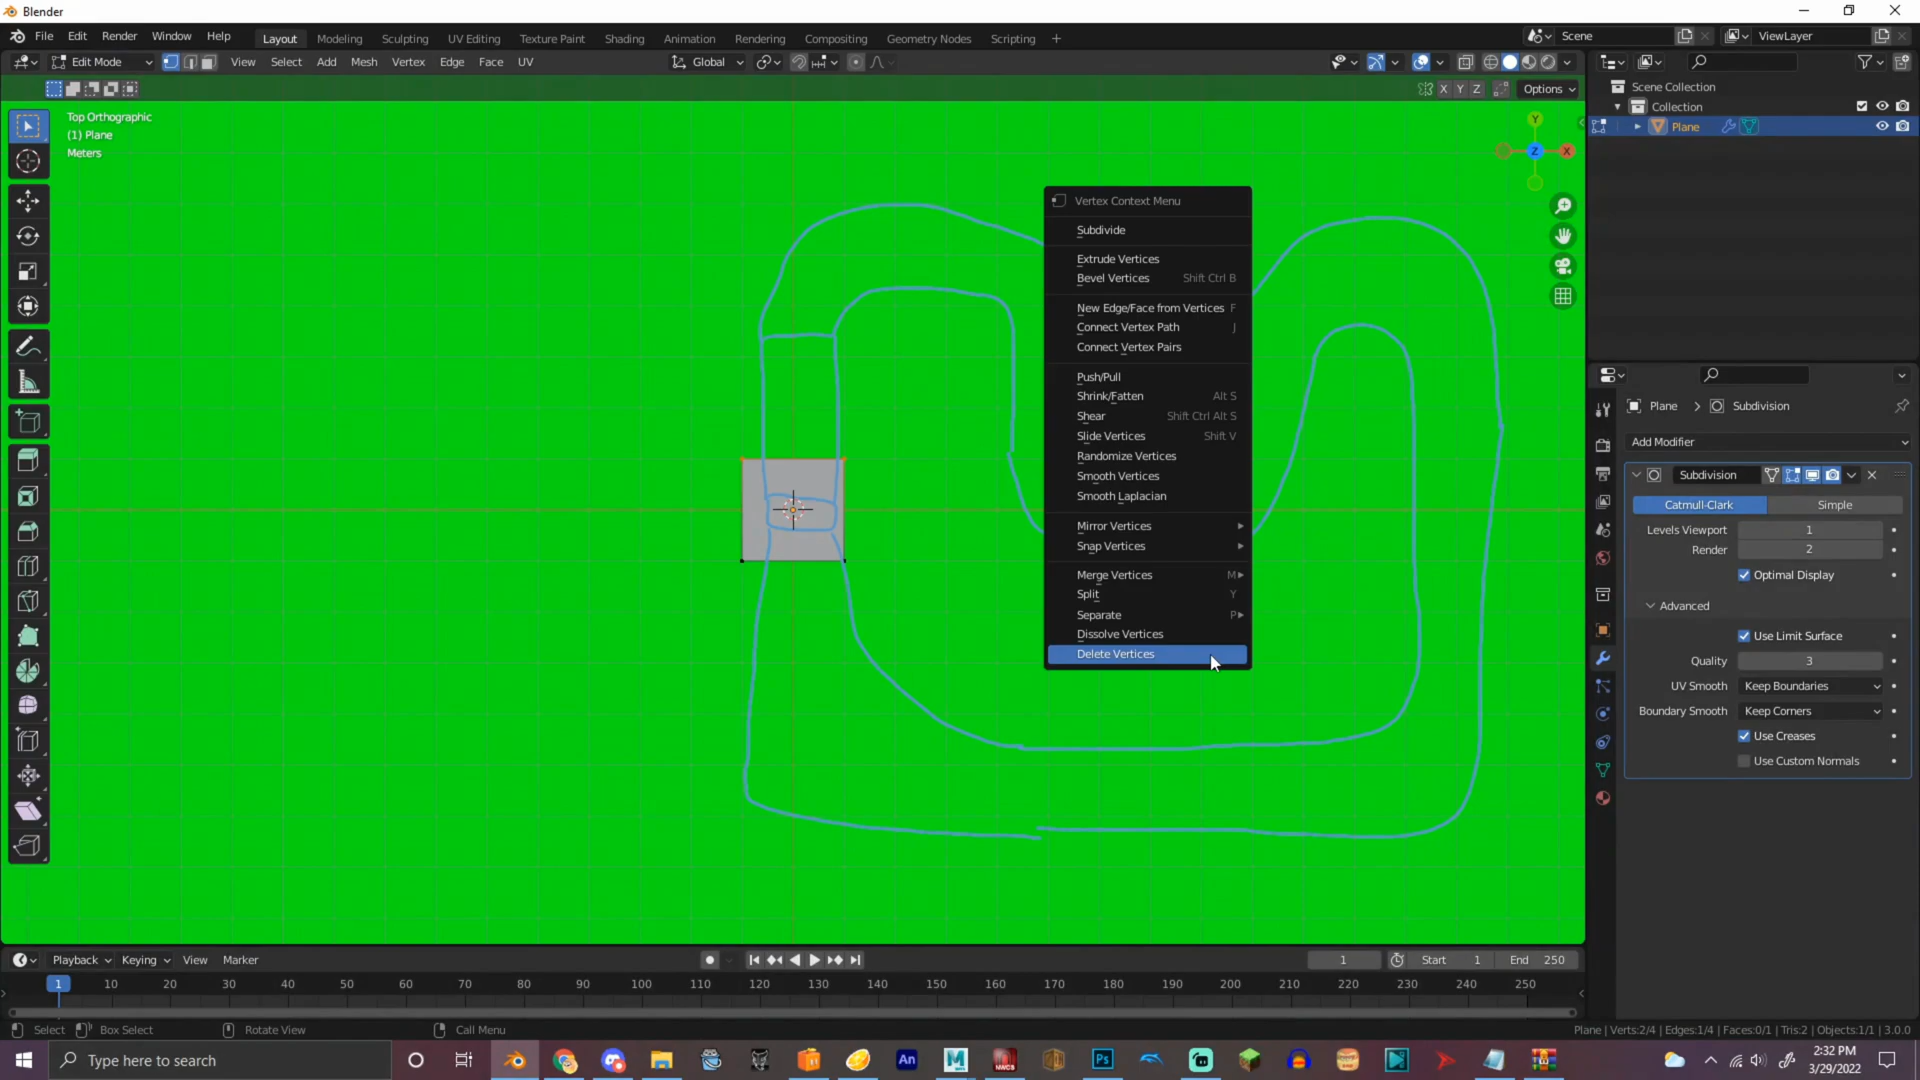 Blender
File Edit Render Window Help
Layout Modeling Sculpting UV Editing Texture Paint Shading Animation Rendering Compositing Geometry Nodes Scripting +
Scene
ViewLayer
Edit Mode View Select Add Mesh Vertex Edge Face UV
Global
X Y Z Options
Top Orthographic
(1) Plane
Meters
Y
Z
X
Vertex Context Menu
Subdivide
Extrude Vertices
Bevel Vertices Shift Ctrl B
New Edge/Face from Vertices F
Connect Vertex Path J
Connect Vertex Pairs
Push/Pull
Shrink/Fatten Alt S
Shear Shift Ctrl Alt S
Slide Vertices Shift V
Randomize Vertices
Smooth Vertices
Smooth Laplacian
Mirror Vertices
Snap Vertices
Merge Vertices M
Split Y
Separate P
Dissolve Vertices
Delete Vertices
Scene Collection
Collection
Plane
Plane > Subdivision
Add Modifier
Subdivision
Catmull-Clark Simple
Levels Viewport 1
Render 2
Optimal Display
Advanced
Use Limit Surface
Quality 3
UV Smooth Keep Boundaries
Boundary Smooth Keep Corners
Use Creases
Use Custom Normals
Playback Keying View Marker
1 Start 1 End 250
1 10 20 30 40 50 60 70 80 90 100 110 120 130 140 150 160 170 180 190 200 210 220 230 240 250
Select Box Select Rotate View Call Menu
Plane | Verts:2/4 | Edges:1/4 | Faces:0/1 | Tris:2 | Objects:1/1 | 3.0.0
Type here to search
An
M
NWCS
Ps
2:32 PM
3/29/2022